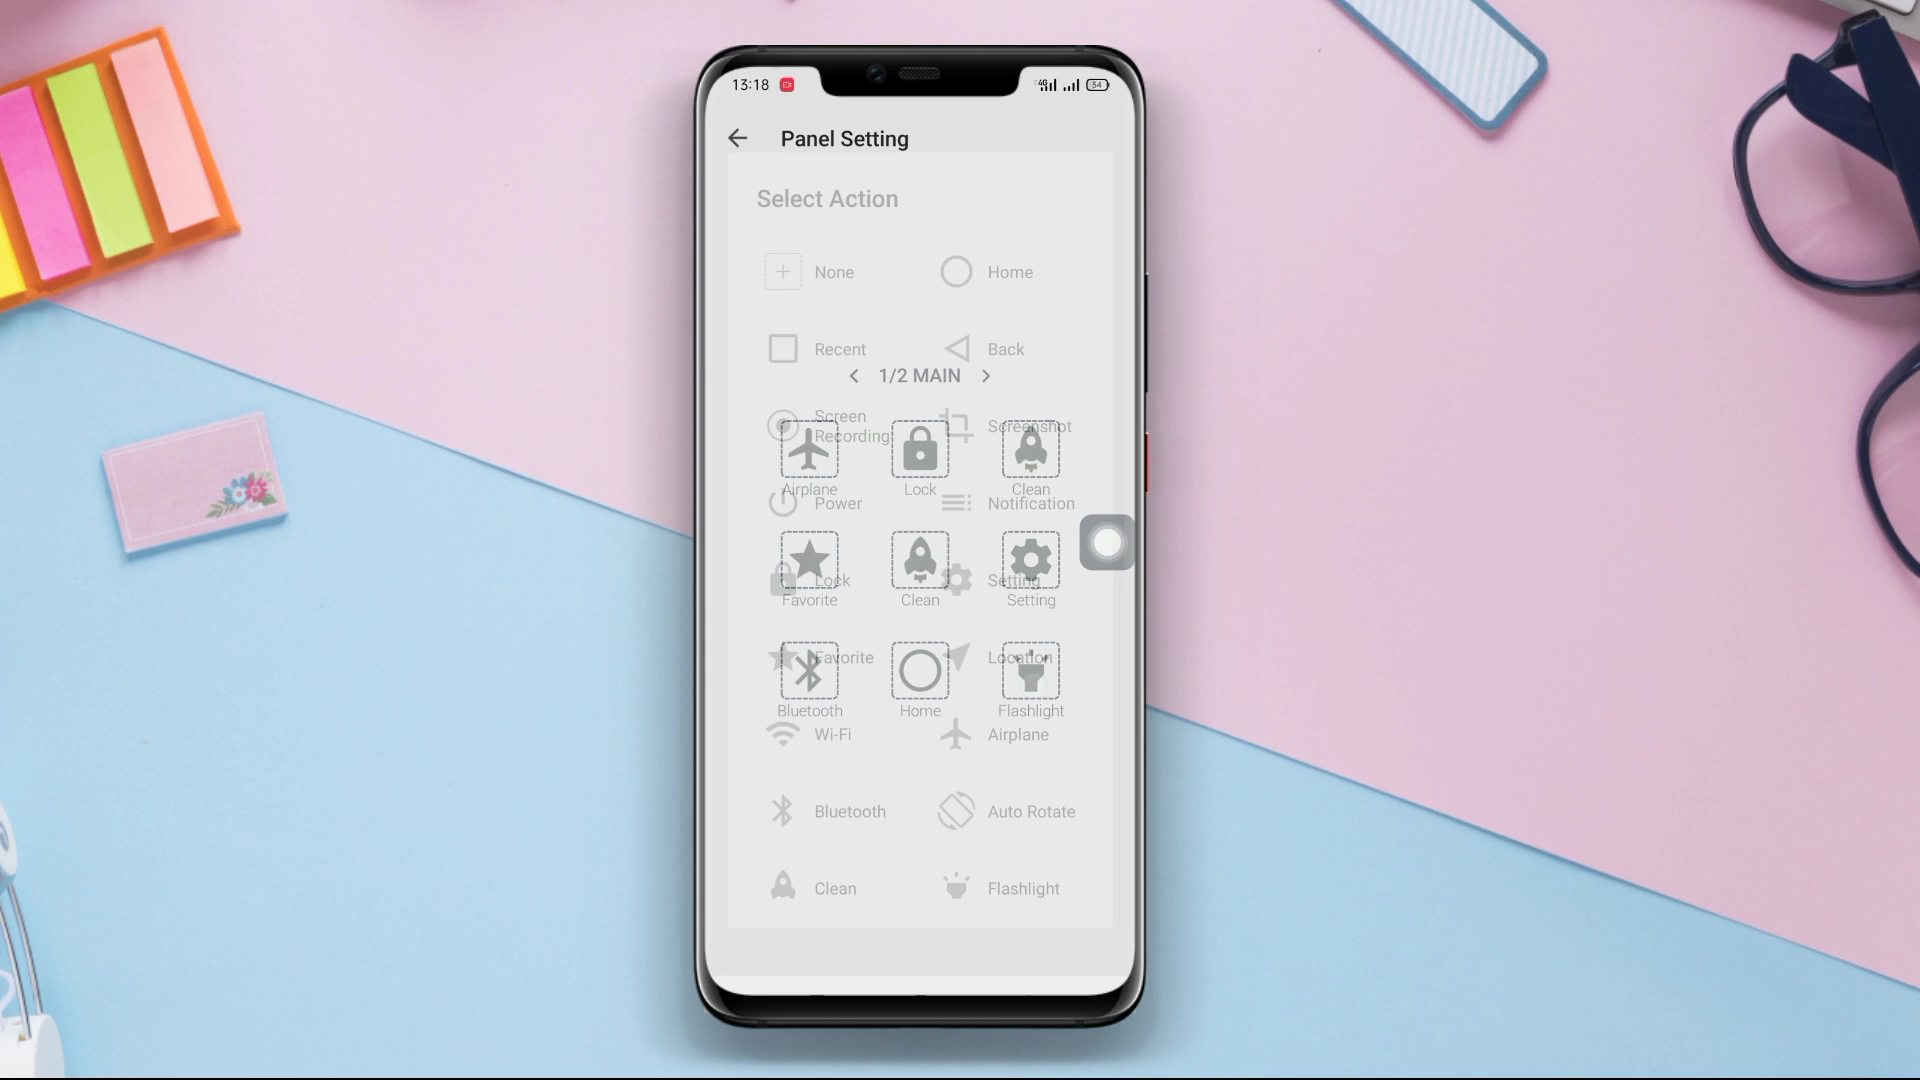 13:18
4G
54
Panel Setting
Select Action
None
Home
Recent
Back
1/2 MAIN
Screen
Recording
Screenshot
Airplane
Lock
Clean
Power
Notification
Lock
Setting
Favorite
Clean
Setting
Favorite
Location
Bluetooth
Home
Flashlight
Wi-Fi
Airplane
Bluetooth
Auto Rotate
Clean
Flashlight